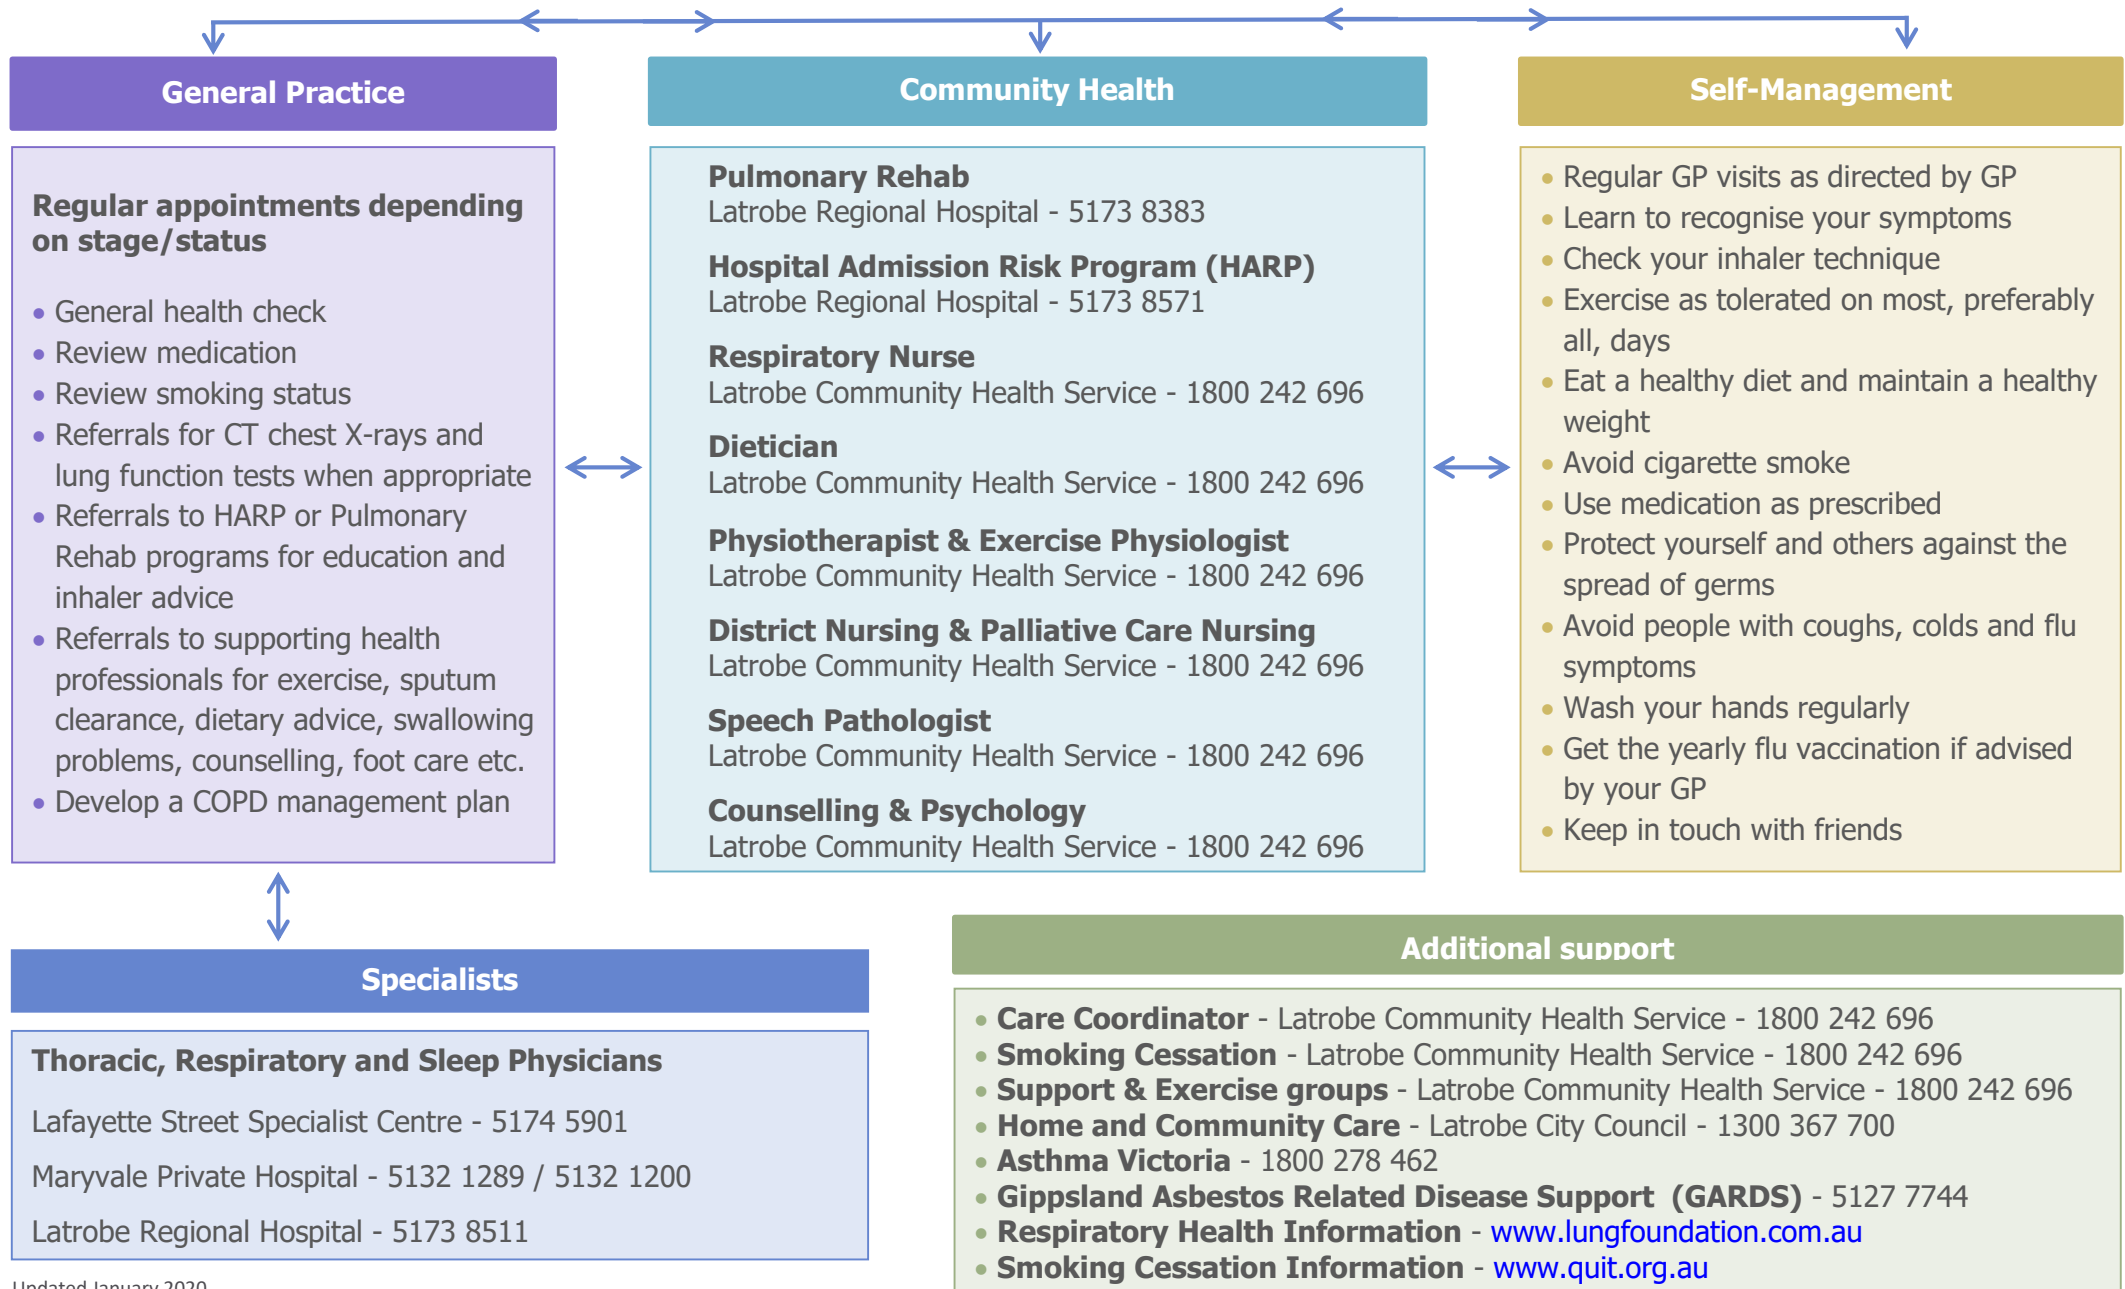 General Practice
Regular appointments depending
on stage/status
• General health check
• Review medication
• Review smoking status
• Referrals for CT chest X-rays and
lung function tests when appropriate
• Referrals to HARP or Pulmonary
Rehab programs for education and
inhaler advice
• Referrals to supporting health
professionals for exercise, sputum
clearance, dietary advice, swallowing
problems, counselling, foot care etc.
• Develop a COPD management plan
Community Health
Pulmonary Rehab
Latrobe Regional Hospital - 5173 8383
Hospital Admission Risk Program (HARP)
Latrobe Regional Hospital - 5173 8571
Respiratory Nurse
Latrobe Community Health Service - 1800 242 696
Dietician
Latrobe Community Health Service - 1800 242 696
Physiotherapist & Exercise Physiologist
Latrobe Community Health Service - 1800 242 696
District Nursing & Palliative Care Nursing
Latrobe Community Health Service - 1800 242 696
Speech Pathologist
Latrobe Community Health Service - 1800 242 696
Counselling & Psychology
Latrobe Community Health Service - 1800 242 696
Self-Management
• Regular GP visits as directed by GP
• Learn to recognise your symptoms
• Check your inhaler technique
• Exercise as tolerated on most, preferably
all, days
• Eat a healthy diet and maintain a healthy
weight
• Avoid cigarette smoke
• Use medication as prescribed
• Protect yourself and others against the
spread of germs
• Avoid people with coughs, colds and flu
symptoms
• Wash your hands regularly
• Get the yearly flu vaccination if advised
by your GP
• Keep in touch with friends
Specialists
Thoracic, Respiratory and Sleep Physicians
Lafayette Street Specialist Centre - 5174 5901
Maryvale Private Hospital - 5132 1289 / 5132 1200
Latrobe Regional Hospital - 5173 8511
Additional support
• Care Coordinator - Latrobe Community Health Service - 1800 242 696
• Smoking Cessation - Latrobe Community Health Service - 1800 242 696
• Support & Exercise groups - Latrobe Community Health Service - 1800 242 696
• Home and Community Care - Latrobe City Council - 1300 367 700
• Asthma Victoria - 1800 278 462
• Gippsland Asbestos Related Disease Support (GARDS) - 5127 7744
• Respiratory Health Information - www.lungfoundation.com.au
• Smoking Cessation Information - www.quit.org.au
Updated January 2020